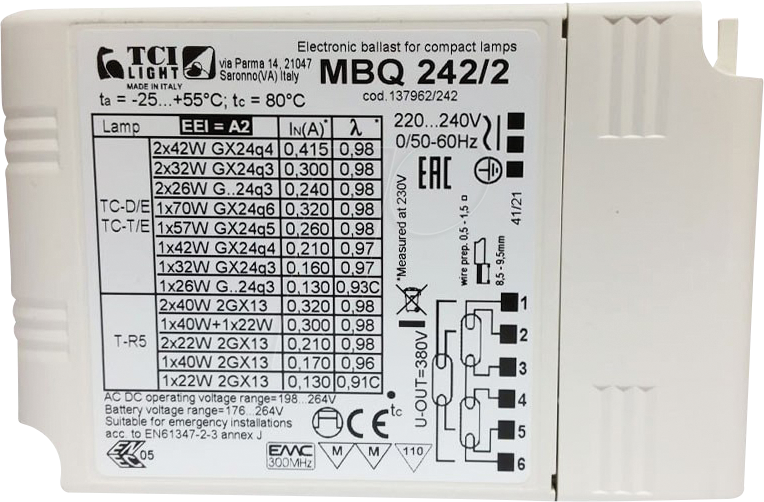 TCI
LIGHT
MADE IN ITALY
via Parma 14, 21047
Saronno(VA) Italy
Electronic ballast for compact lamps
MBQ 242/2
cod.137962/242
ta = -25...+55°C; tc = 80°C
Lamp EEI = A2 IN(A)* λ *
TC-D/E
TC-T/E
2x42W GX24q4 0,415 0,98
2x32W GX24q3 0,300 0,98
2x26W G..24q3 0,240 0,98
1x70W GX24q6 0,320 0,98
1x57W GX24q5 0,260 0,98
1x42W GX24q4 0,210 0,97
1x32W GX24q3 0,160 0,97
1x26W G..24q3 0,130 0,93C
T-R5
2x40W 2GX13 0,320 0,98
1x40W+1x22W 0,300 0,98
2x22W 2GX13 0,210 0,98
1x40W 2GX13 0,170 0,96
1x22W 2GX13 0,130 0,91C
AC DC operating voltage range=198...264V
Battery voltage range=176...264V
Suitable for emergency installations
acc. to EN61347-2-3 annex J
ENEC 05
EMC
300MHz
CE
M
M
110
tc
220...240V
0/50-60Hz
EAC
41/21
*Measured at 230V
wire prep. 0,5 - 1,5 □
8,5 - 9,5mm
U-OUT=380V
1
2
3
4
5
6